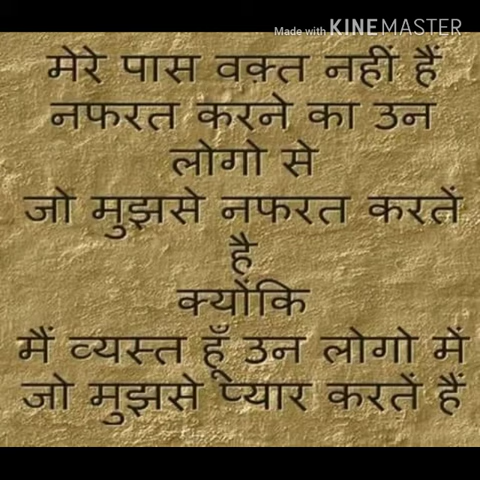 Made with KINEMASTER
मेरे पास वक्त नहीं हैं
नफरत करने का उन
लोगो से
जो मुझसे नफरत करतें
है
क्योंकि
मैं व्यस्त हूँ उन लोगो में
जो मुझसे प्यार करतें हैं